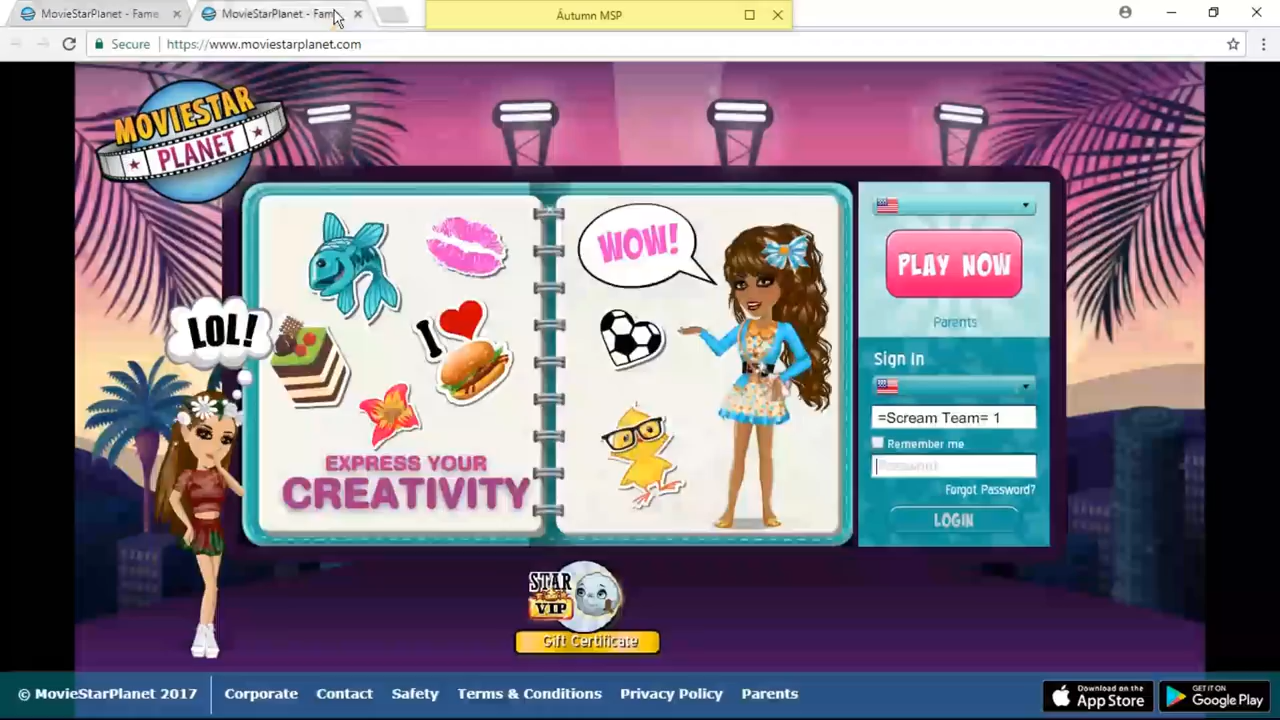 MovieStarPlanet - Fame
MovieStarPlanet - Fam
Äutumn MSP
Secure
https://www.moviestarplanet.com
MOVIESTAR
PLANET
WOW!
LOL!
I
EXPRESS YOUR
CREATIVITY
PLAY NOW
Parents
Sign In
=Scream Team= 1
Remember me
Password
Forgot Password?
LOGIN
STAR
VIP
Gift Certificate
© MovieStarPlanet 2017
Corporate
Contact
Safety
Terms & Conditions
Privacy Policy
Parents
Download on the
App Store
GET IT ON
Google Play